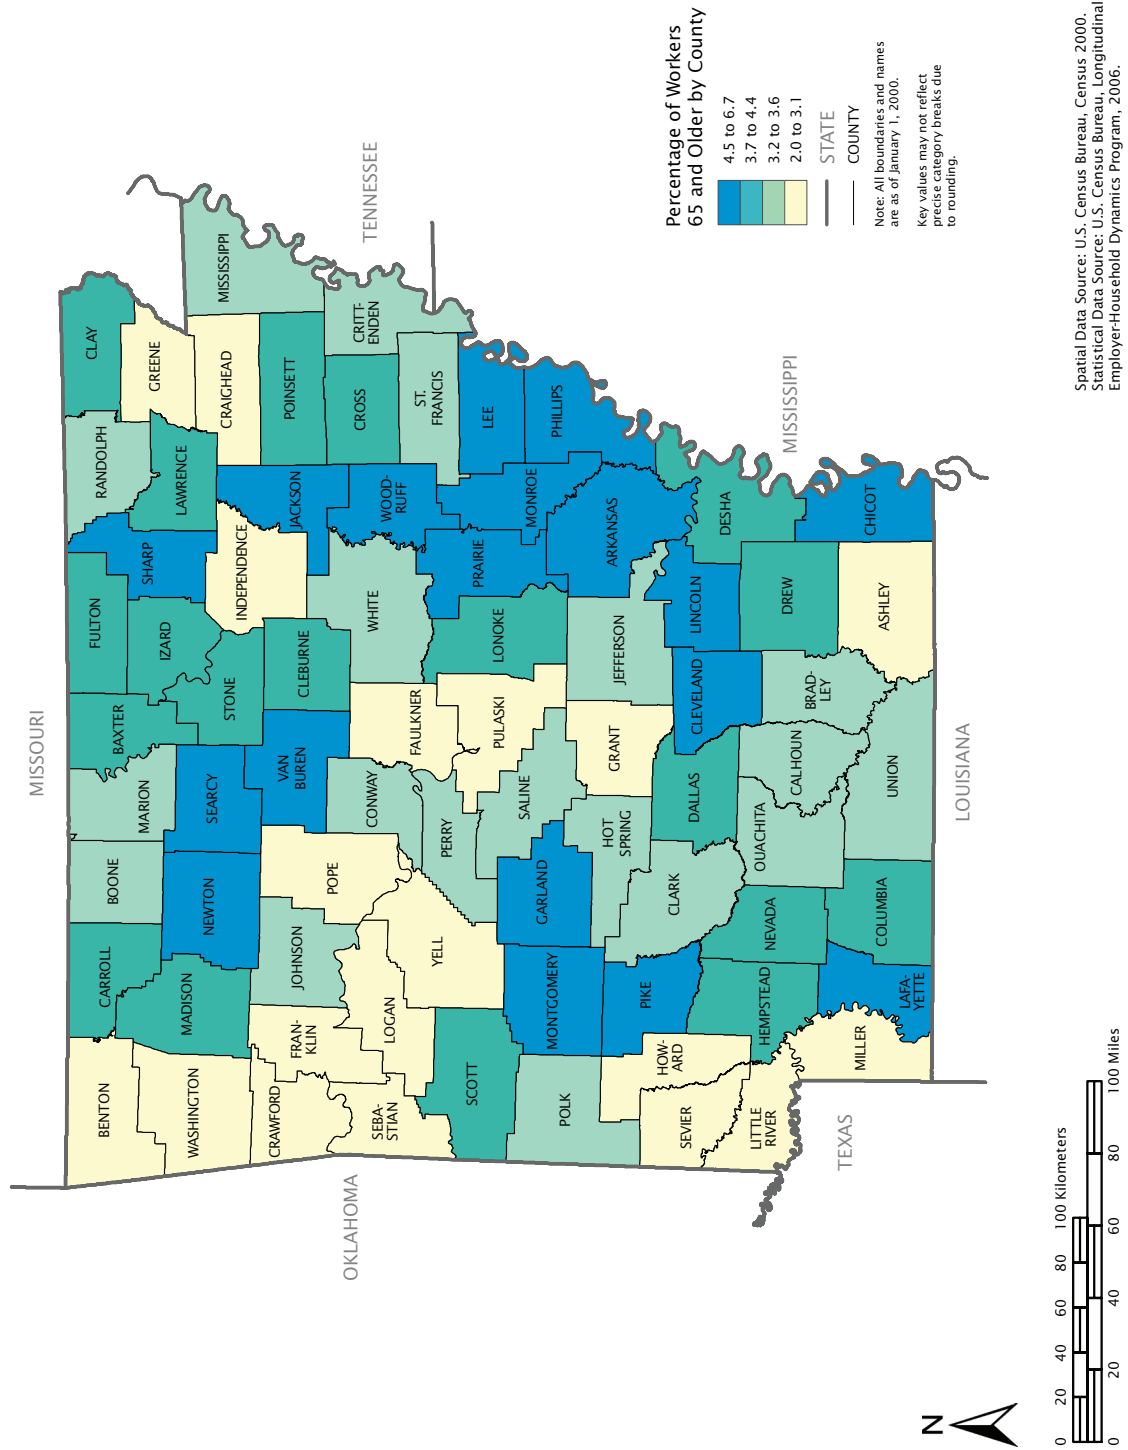 MISSOURI
BENTON
CARROLL
BOONE
MARION
BAXTER
FULTON
RANDOLPH
CLAY
WASHINGTON
MADISON
NEWTON
SEARCY
STONE
IZARD
SHARP
LAWRENCE
GREENE
CRAWFORD
FRAN-
KLIN
JOHNSON
POPE
VAN
BUREN
CLEBURNE
INDEPENDENCE
JACKSON
CRAIGHEAD
MISSISSIPPI
POINSETT
OKLAHOMA
SEBA-
STIAN
LOGAN
YELL
CONWAY
FAULKNER
WHITE
WOOD-
RUFF
CROSS
CRITT-
ENDEN
TENNESSEE
SCOTT
PERRY
PULASKI
LONOKE
PRAIRIE
MONROE
ST.
FRANCIS
LEE
PHILLIPS
POLK
MONTGOMERY
GARLAND
SALINE
HOT
SPRING
GRANT
JEFFERSON
ARKANSAS
SEVIER
HOW-
ARD
PIKE
CLARK
DALLAS
CLEVELAND
LINCOLN
DESHA
MISSISSIPPI
LITTLE
RIVER
HEMPSTEAD
NEVADA
OUACHITA
CALHOUN
BRAD-
LEY
DREW
TEXAS
MILLER
LAFA-
YETTE
COLUMBIA
UNION
ASHLEY
CHICOT
LOUISIANA
Percentage of Workers
65 and Older by County
4.5 to 6.7
3.7 to 4.4
3.2 to 3.6
2.0 to 3.1
STATE
COUNTY
Note: All boundaries and names
are as of January 1, 2000.
Key values may not reflect
precise category breaks due
to rounding.
N
0 20 40 60 80 100 Kilometers
0 20 40 60 80 100 Miles
Spatial Data Source: U.S. Census Bureau, Census 2000.
Statistical Data Source: U.S. Census Bureau, Longitudinal
Employer-Household Dynamics Program, 2006.